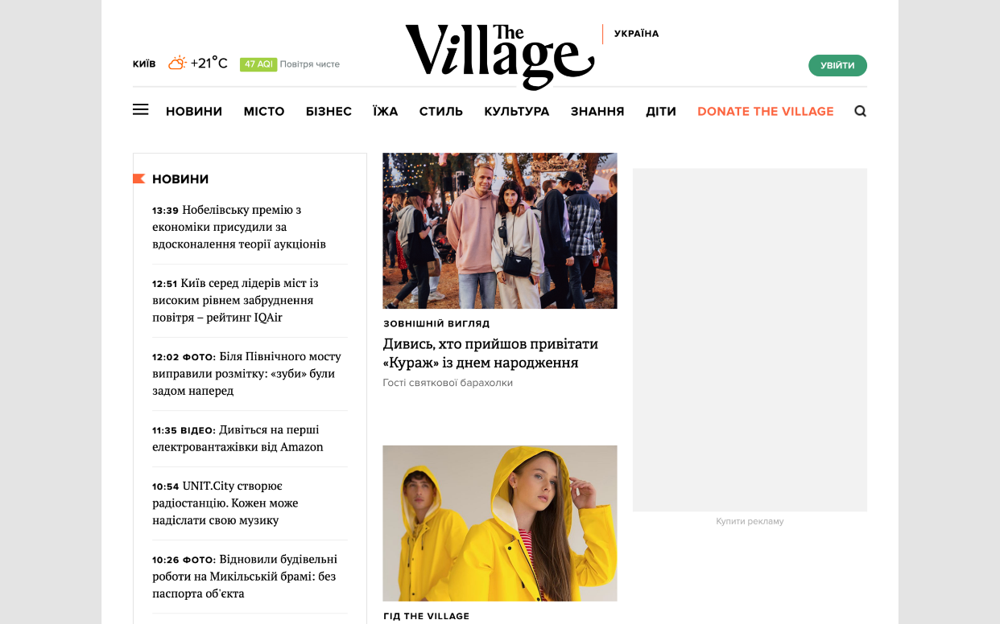 The Village
УКРАЇНА
КИЇВ +21°C 47 AQI Повітря чисте
УВІЙТИ
НОВИНИ МІСТО БІЗНЕС ЇЖА СТИЛЬ КУЛЬТУРА ЗНАННЯ ДІТИ DONATE THE VILLAGE
НОВИНИ
13:39 Нобелівську премію з
економіки присудили за
вдосконалення теорії аукціонів
12:51 Київ серед лідерів міст із
високим рівнем забруднення
повітря – рейтинг IQAir
12:02 ФОТО: Біля Північного мосту
виправили розмітку: «зуби» були
задом наперед
11:35 ВІДЕО: Дивіться на перші
електровантажівки від Amazon
10:54 UNIT.City створює
радіостанцію. Кожен може
надіслати свою музику
10:26 ФОТО: Відновили будівельні
роботи на Микільській брамі: без
паспорта об'єкта
ЗОВНІШНІЙ ВИГЛЯД
Дивись, хто прийшов привітати
«Кураж» із днем народження
Гості святкової барахолки
ГІД THE VILLAGE
Купити рекламу